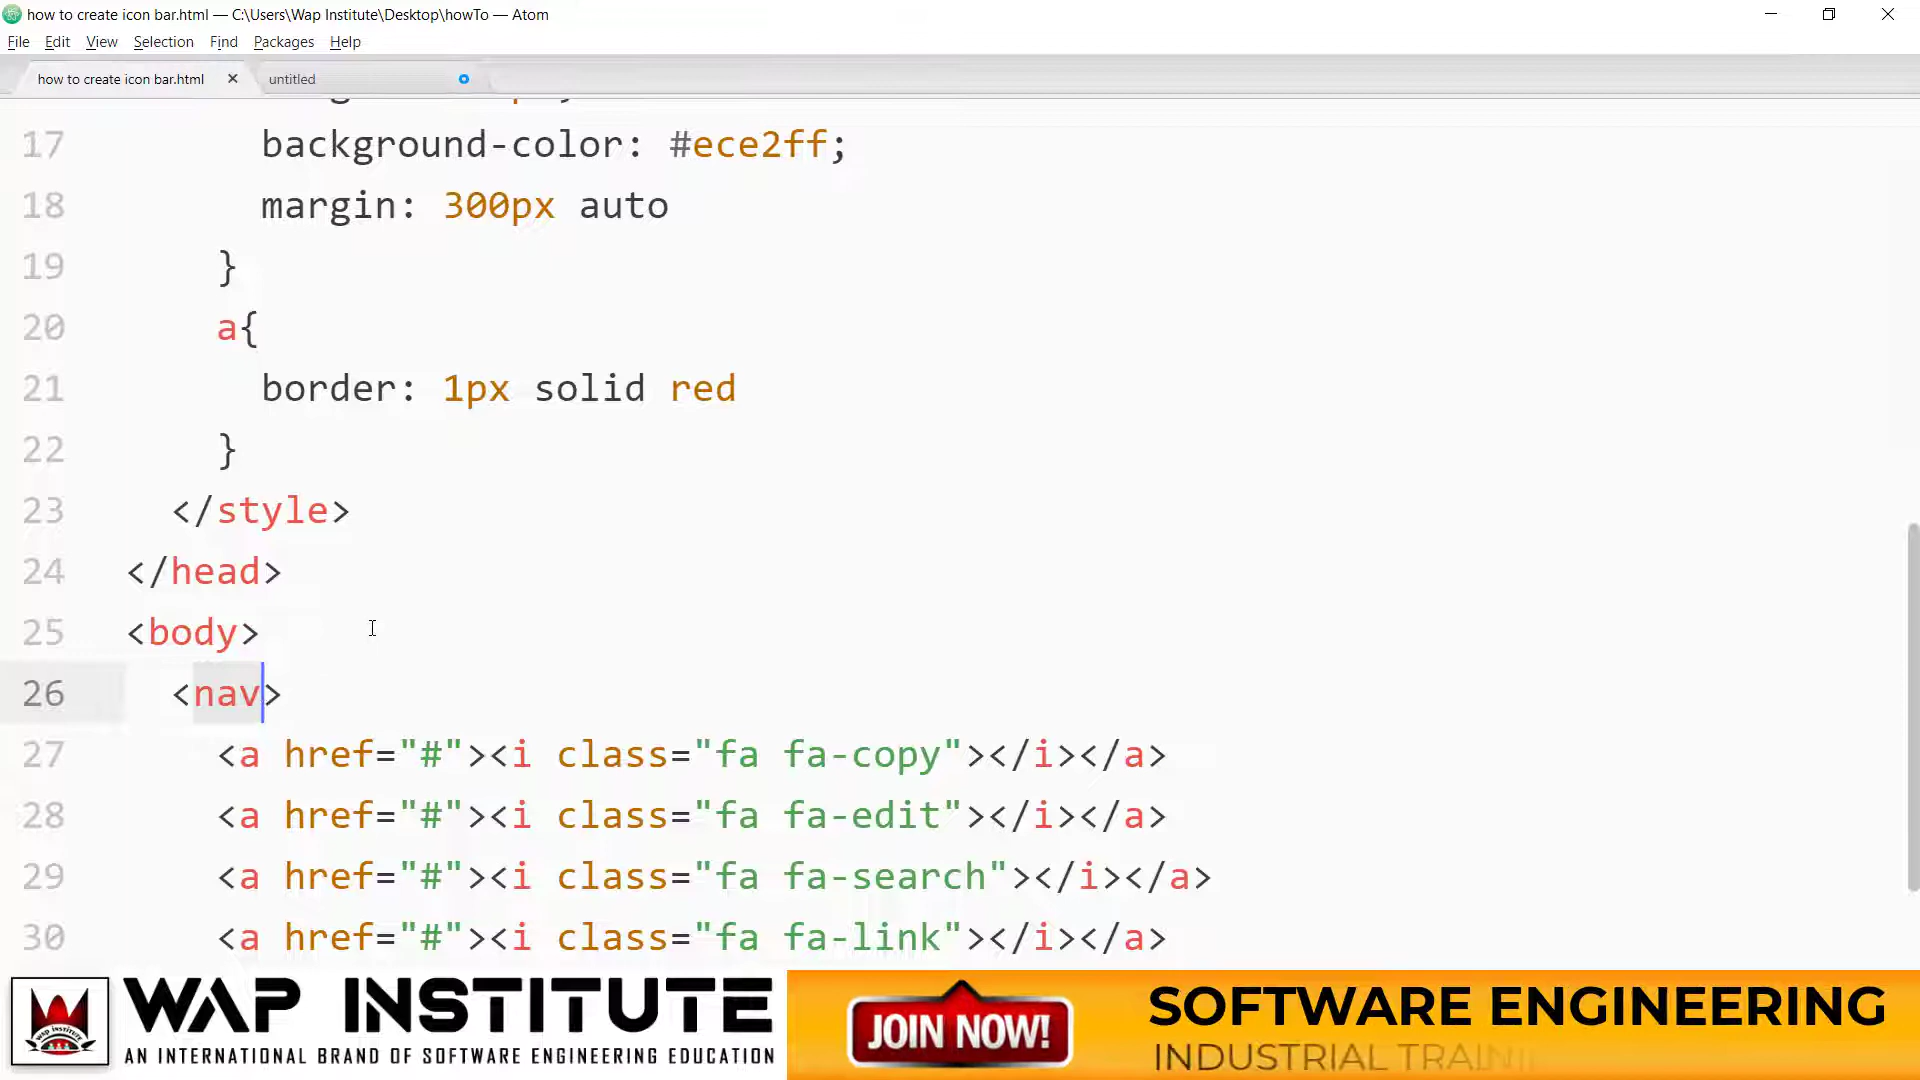 how to create icon bar.html — C:\Users\Wap Institute\Desktop\howTo — Atom
File Edit View Selection Find Packages Help
how to create icon bar.html
untitled
17 background-color: #ece2ff;
18 margin: 300px auto
19 }
20 a{
21 border: 1px solid red
22 }
23 </style>
24 </head>
25 <body>
26 <nav>
27 <a href="#"><i class="fa fa-copy"></i></a>
28 <a href="#"><i class="fa fa-edit"></i></a>
29 <a href="#"><i class="fa fa-search"></i></a>
30 <a href="#"><i class="fa fa-link"></i></a>
WAP INSTITUTE
AN INTERNATIONAL BRAND OF SOFTWARE ENGINEERING EDUCATION
JOIN NOW!
SOFTWARE ENGINEERING
INDUSTRIAL